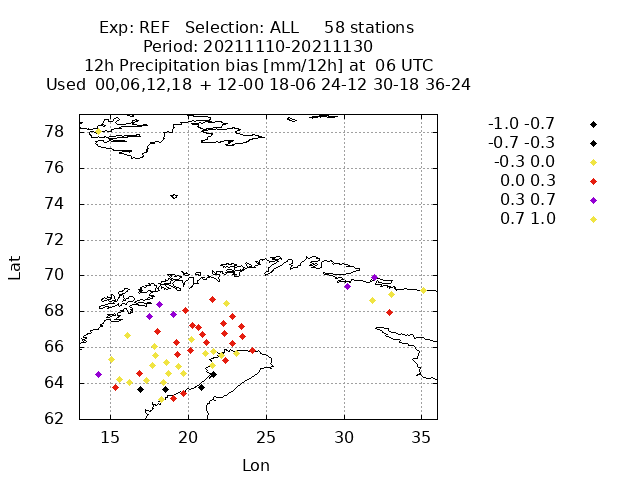 Exp: REF Selection: ALL 58 stations
Period: 20211110-20211130
12h Precipitation bias [mm/12h] at 06 UTC
Used 00,06,12,18 + 12-00 18-06 24-12 30-18 36-24
-1.0 -0.7
-0.7 -0.3
-0.3 0.0
0.0 0.3
0.3 0.7
0.7 1.0
Lat
78
76
74
72
70
68
66
64
62
15 20 25 30 35
Lon